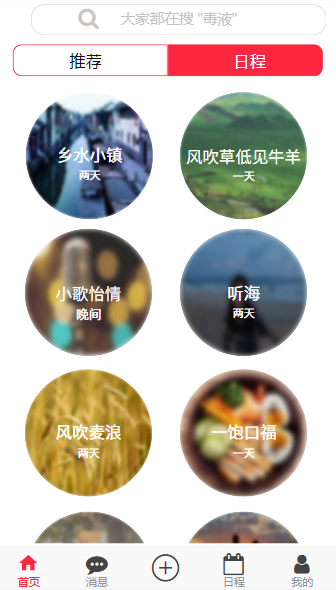 大家都在搜 "毒液"
推荐
日程
乡水小镇
两天
风吹草低见牛羊
一天
小歌怡情
晚间
听海
两天
风吹麦浪
两天
一饱口福
一天
首页
消息
日程
我的